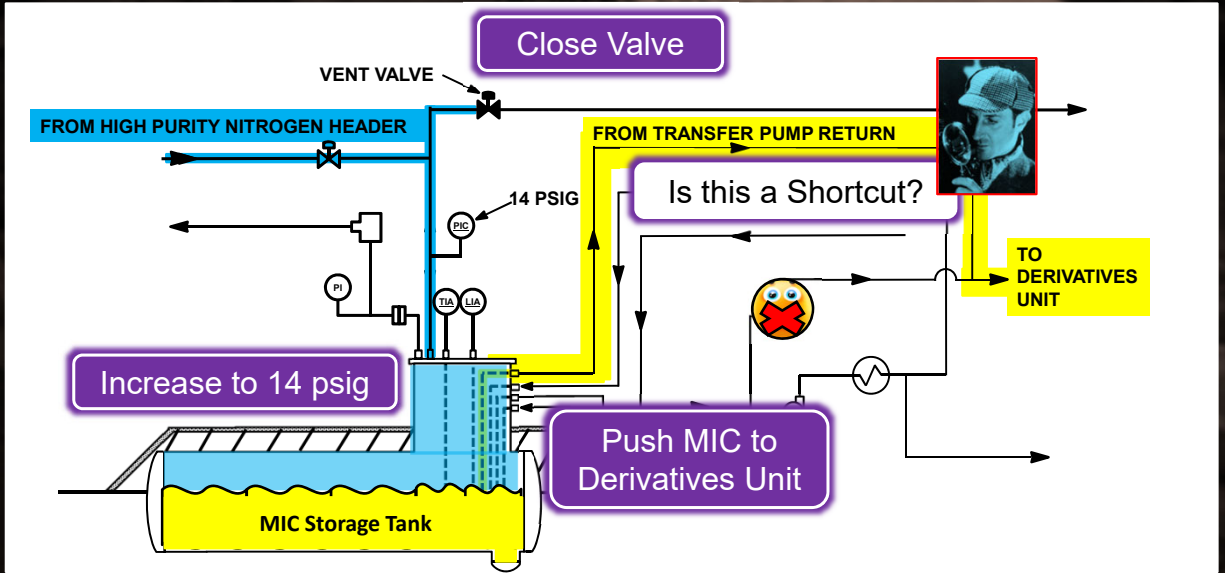 Close Valve
VENT VALVE
FROM HIGH PURITY NITROGEN HEADER
FROM TRANSFER PUMP RETURN
Is this a Shortcut?
14 PSIG
PIC
TO
DERIVATIVES
UNIT
PI
TIA
LIA
Increase to 14 psig
Push MIC to
Derivatives Unit
MIC Storage Tank